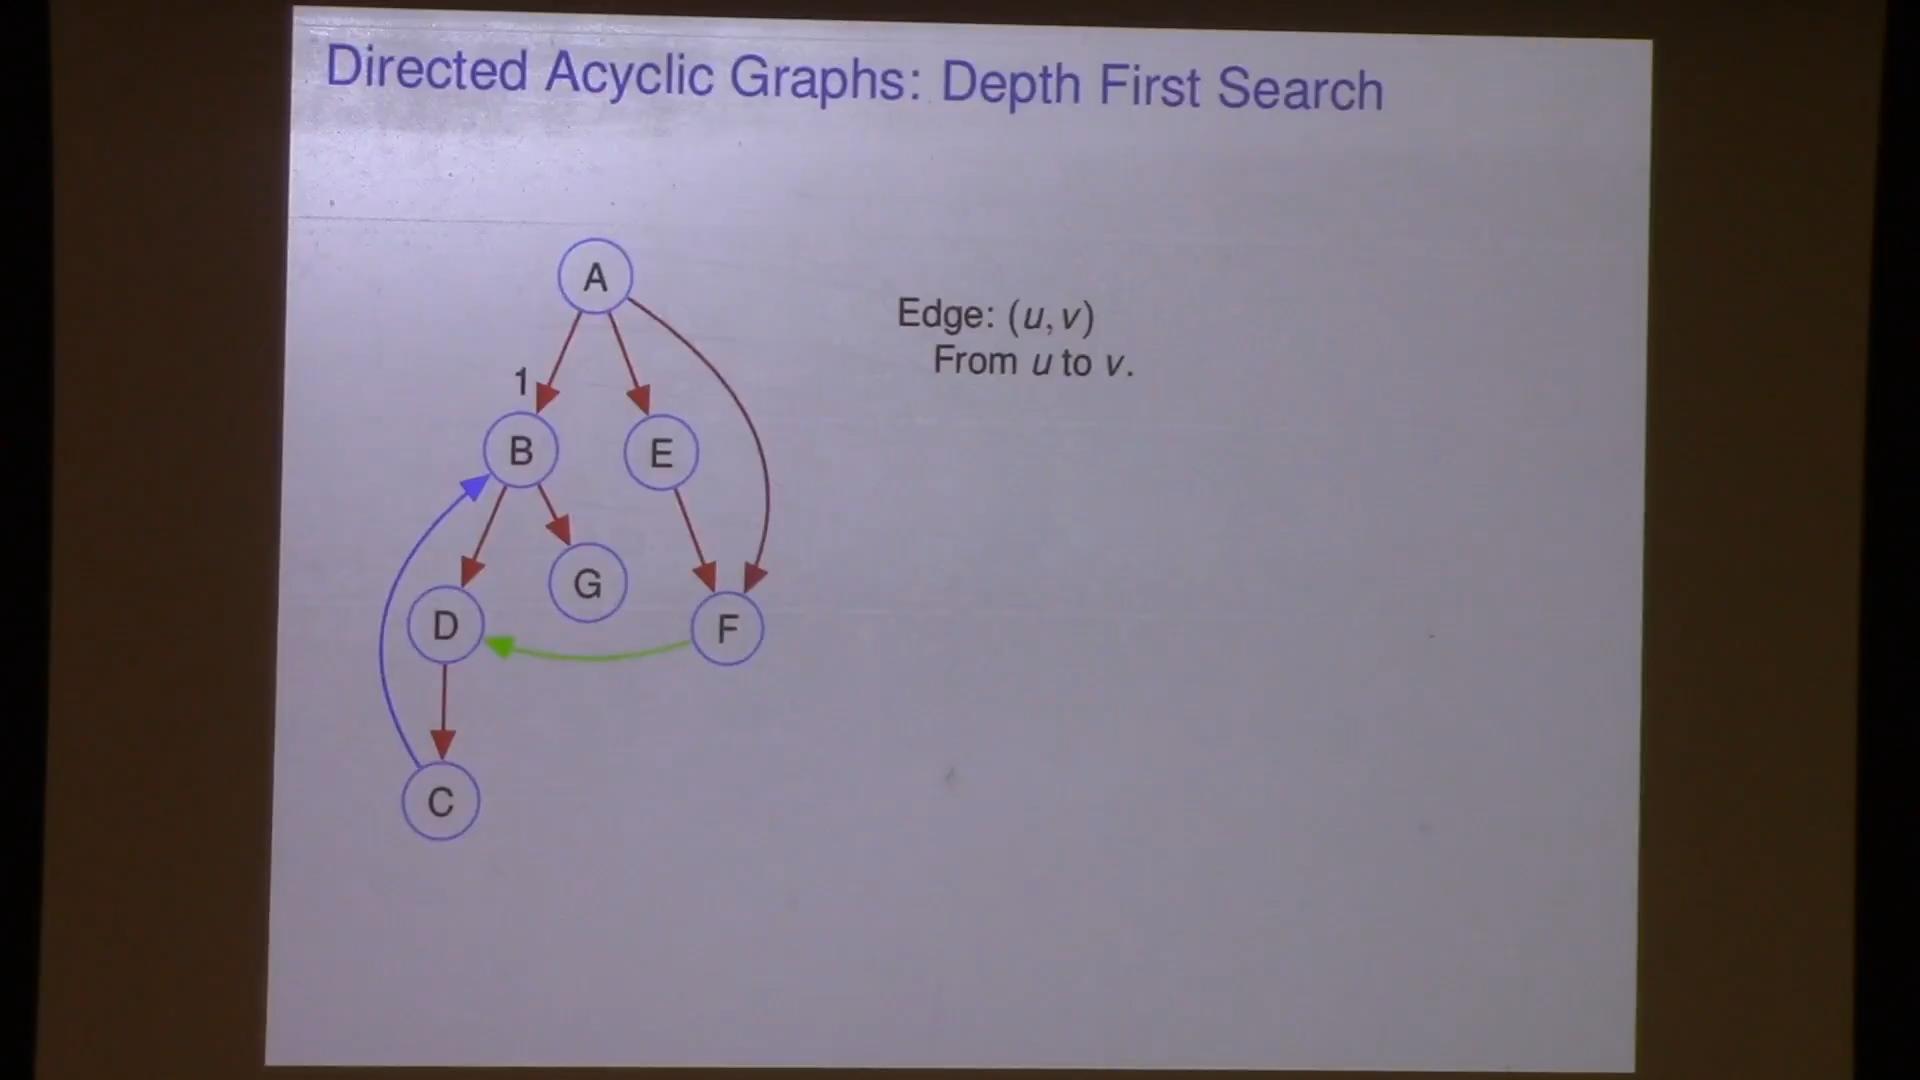 Directed Acyclic Graphs: Depth First Search
A
Edge: (u, v)
From u to v.
1
B
E
G
D
F
C